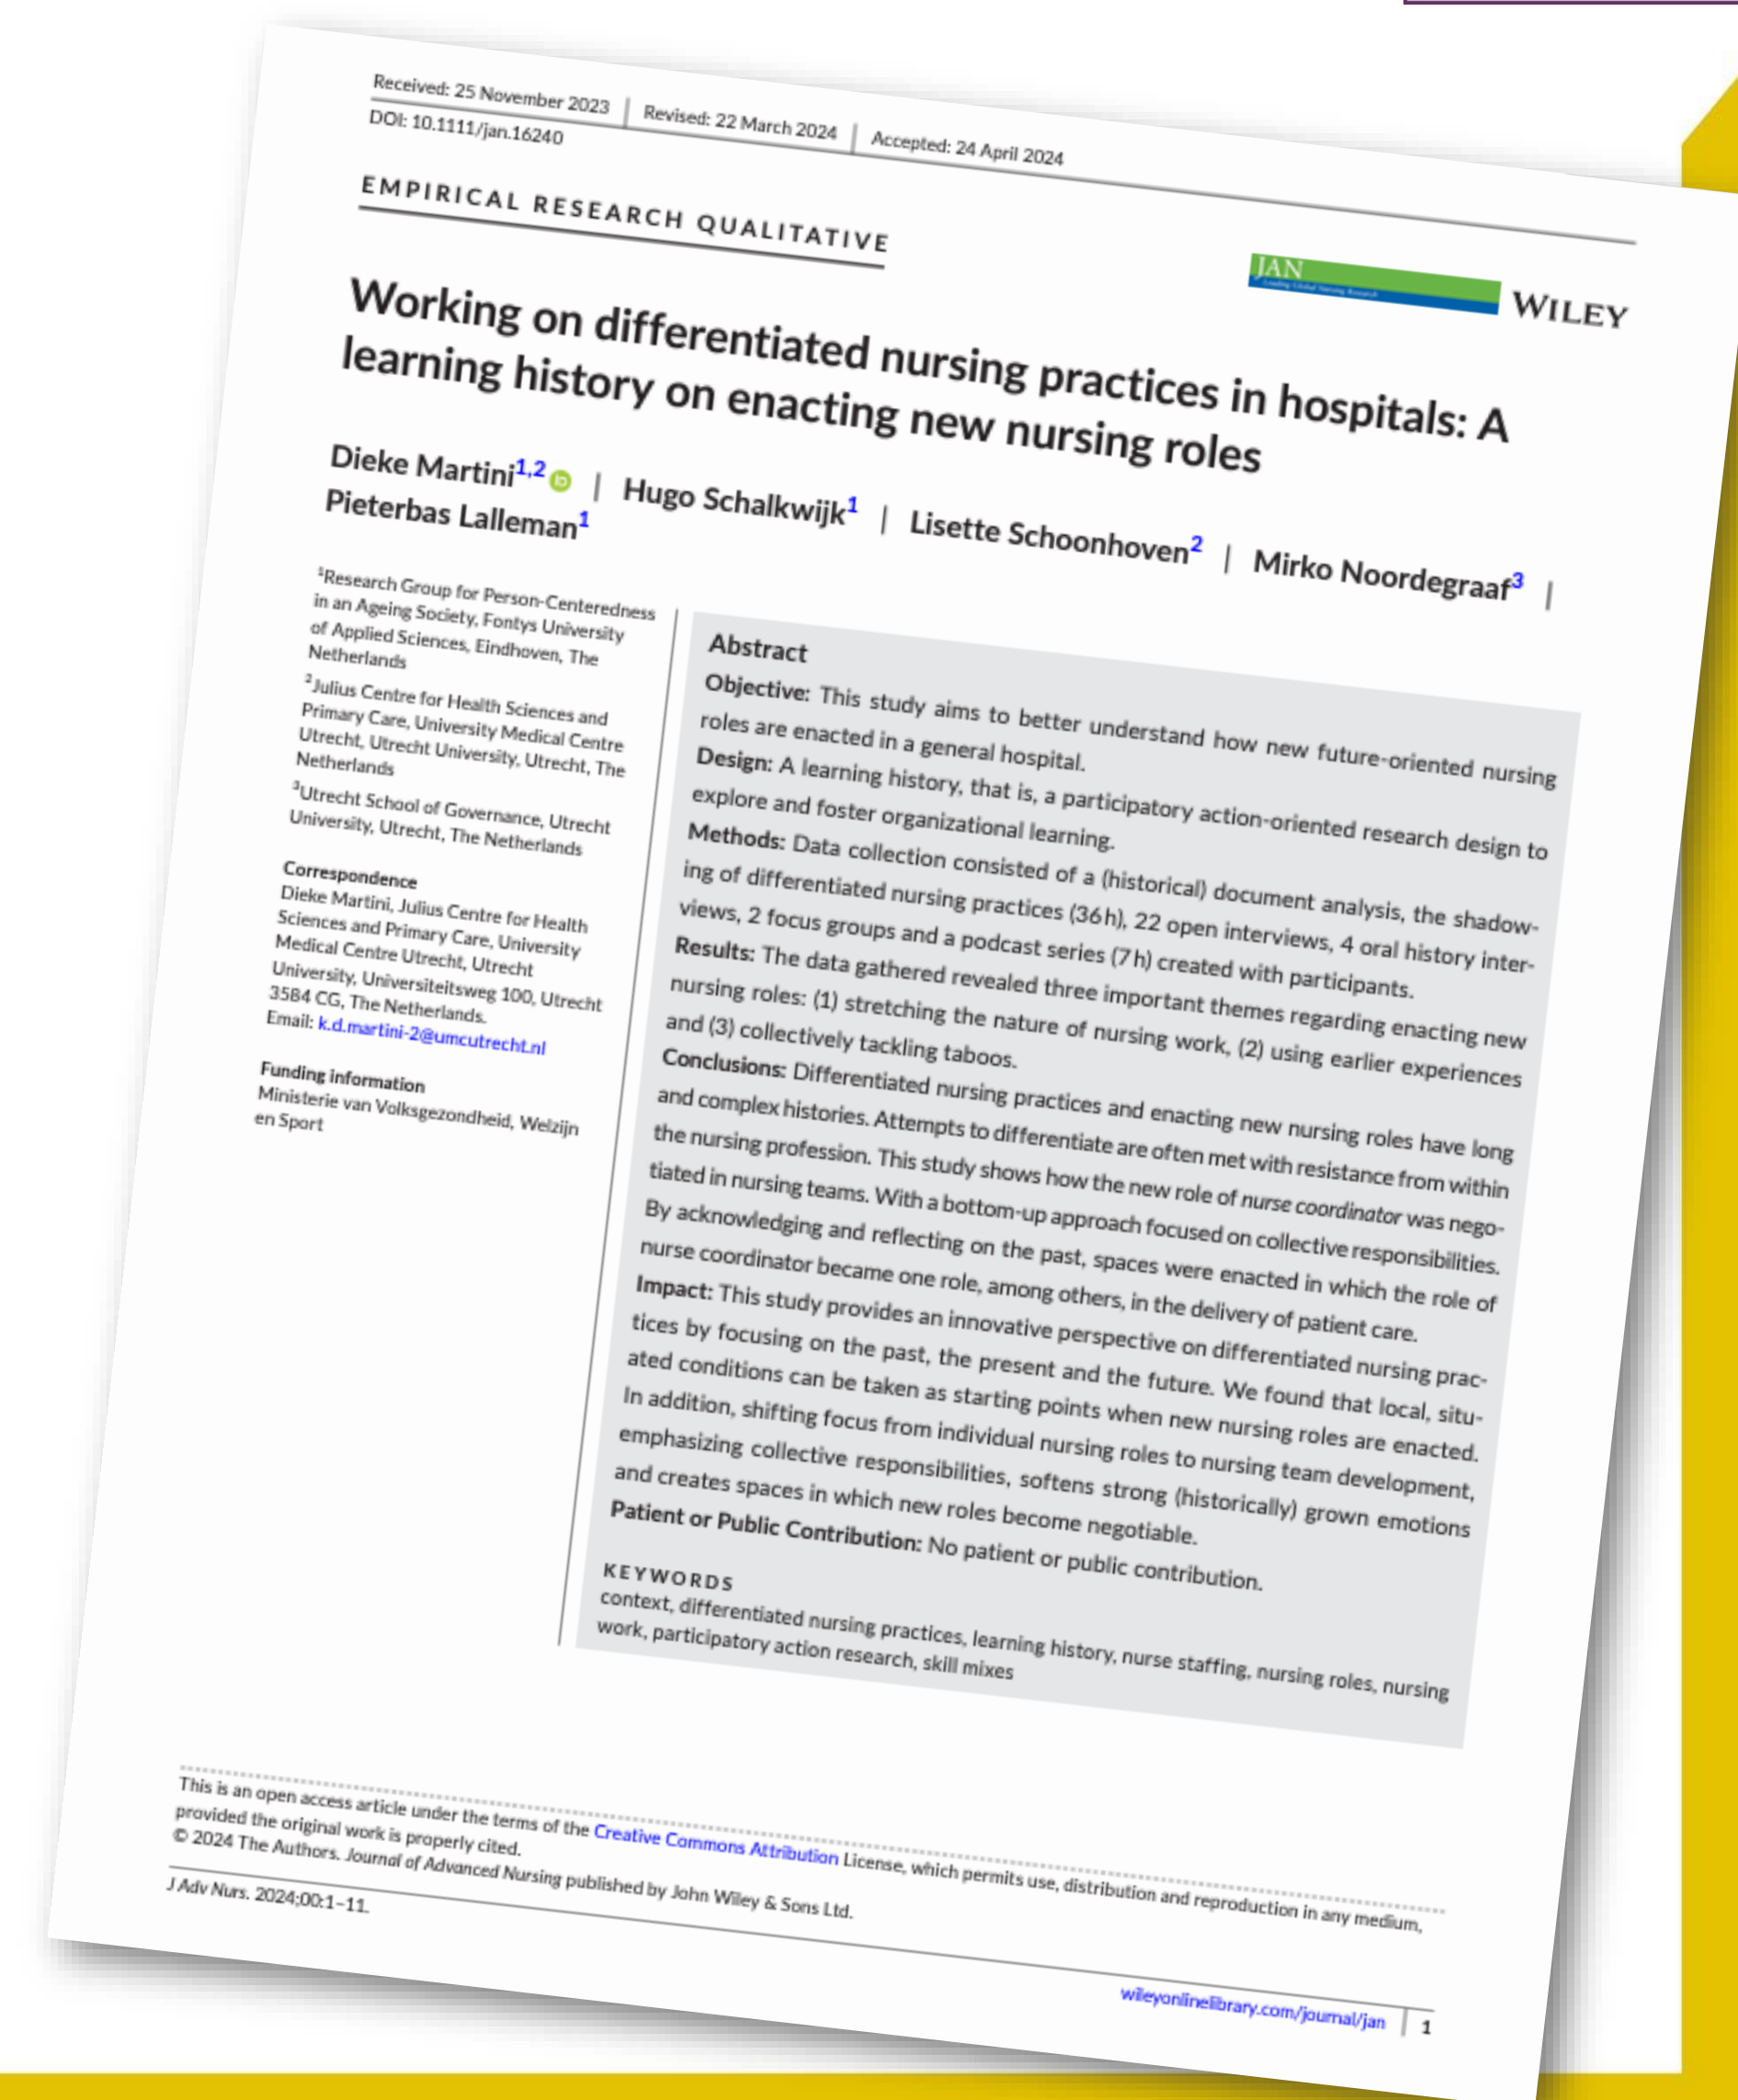 Received: 25 November 2023 | Revised: 22 March 2024 | Accepted: 24 April 2024
DOI: 10.1111/jan.16240
EMPIRICAL RESEARCH QUALITATIVE
JAN
Leading Global Nursing Research
WILEY
Working on differentiated nursing practices in hospitals: A
learning history on enacting new nursing roles
Dieke Martini1,2 iD | Hugo Schalkwijk1 | Lisette Schoonhoven2 | Mirko Noordegraaf3 |
Pieterbas Lalleman1
1Research Group for Person-Centeredness
in an Ageing Society, Fontys University
of Applied Sciences, Eindhoven, The
Netherlands
2Julius Centre for Health Sciences and
Primary Care, University Medical Centre
Utrecht, Utrecht University, Utrecht, The
Netherlands
3Utrecht School of Governance, Utrecht
University, Utrecht, The Netherlands
Correspondence
Dieke Martini, Julius Centre for Health
Sciences and Primary Care, University
Medical Centre Utrecht, Utrecht
University, Universiteitsweg 100, Utrecht
3584 CG, The Netherlands.
Email: k.d.martini-2@umcutrecht.nl
Funding information
Ministerie van Volksgezondheid, Welzijn
en Sport
Abstract
Objective: This study aims to better understand how new future-oriented nursing
roles are enacted in a general hospital.
Design: A learning history, that is, a participatory action-oriented research design to
explore and foster organizational learning.
Methods: Data collection consisted of a (historical) document analysis, the shadow-
ing of differentiated nursing practices (36 h), 22 open interviews, 4 oral history inter-
views, 2 focus groups and a podcast series (7 h) created with participants.
Results: The data gathered revealed three important themes regarding enacting new
nursing roles: (1) stretching the nature of nursing work, (2) using earlier experiences
and (3) collectively tackling taboos.
Conclusions: Differentiated nursing practices and enacting new nursing roles have long
and complex histories. Attempts to differentiate are often met with resistance from within
the nursing profession. This study shows how the new role of nurse coordinator was nego-
tiated in nursing teams. With a bottom-up approach focused on collective responsibilities.
By acknowledging and reflecting on the past, spaces were enacted in which the role of
nurse coordinator became one role, among others, in the delivery of patient care.
Impact: This study provides an innovative perspective on differentiated nursing prac-
tices by focusing on the past, the present and the future. We found that local, situ-
ated conditions can be taken as starting points when new nursing roles are enacted.
In addition, shifting focus from individual nursing roles to nursing team development,
emphasizing collective responsibilities, softens strong (historically) grown emotions
and creates spaces in which new roles become negotiable.
Patient or Public Contribution: No patient or public contribution.
KEYWORDS
context, differentiated nursing practices, learning history, nurse staffing, nursing roles, nursing
work, participatory action research, skill mixes
This is an open access article under the terms of the Creative Commons Attribution License, which permits use, distribution and reproduction in any medium,
provided the original work is properly cited.
© 2024 The Authors. Journal of Advanced Nursing published by John Wiley & Sons Ltd.
J Adv Nurs. 2024;00:1–11.
wileyonlinelibrary.com/journal/jan | 1